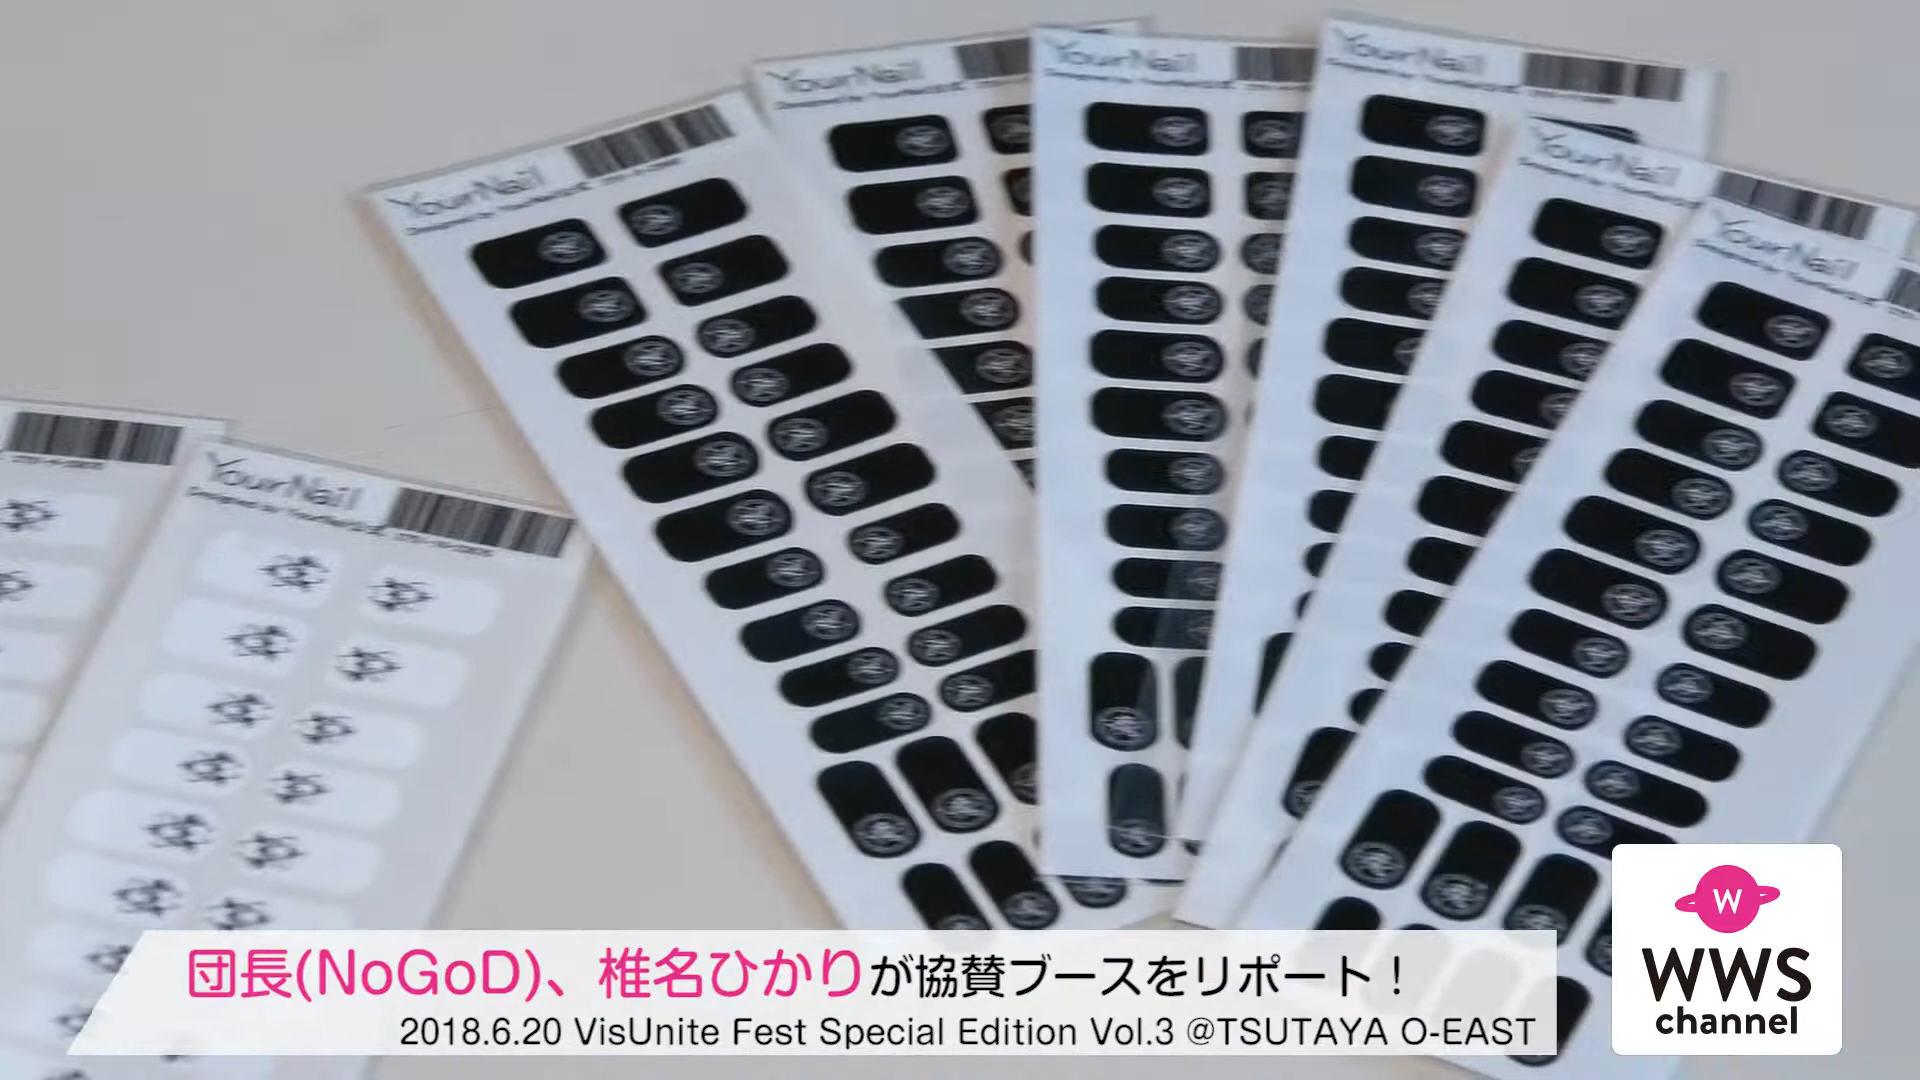 YourNail
YourNail
YourNail
YourNail
YourNail
YourNail
YourNail
団長(NoGoD)、椎名ひかりが協賛ブースをリポート！
2018.6.20 VisUnite Fest Special Edition Vol.3 @TSUTAYA O-EAST
W
WWS
channel